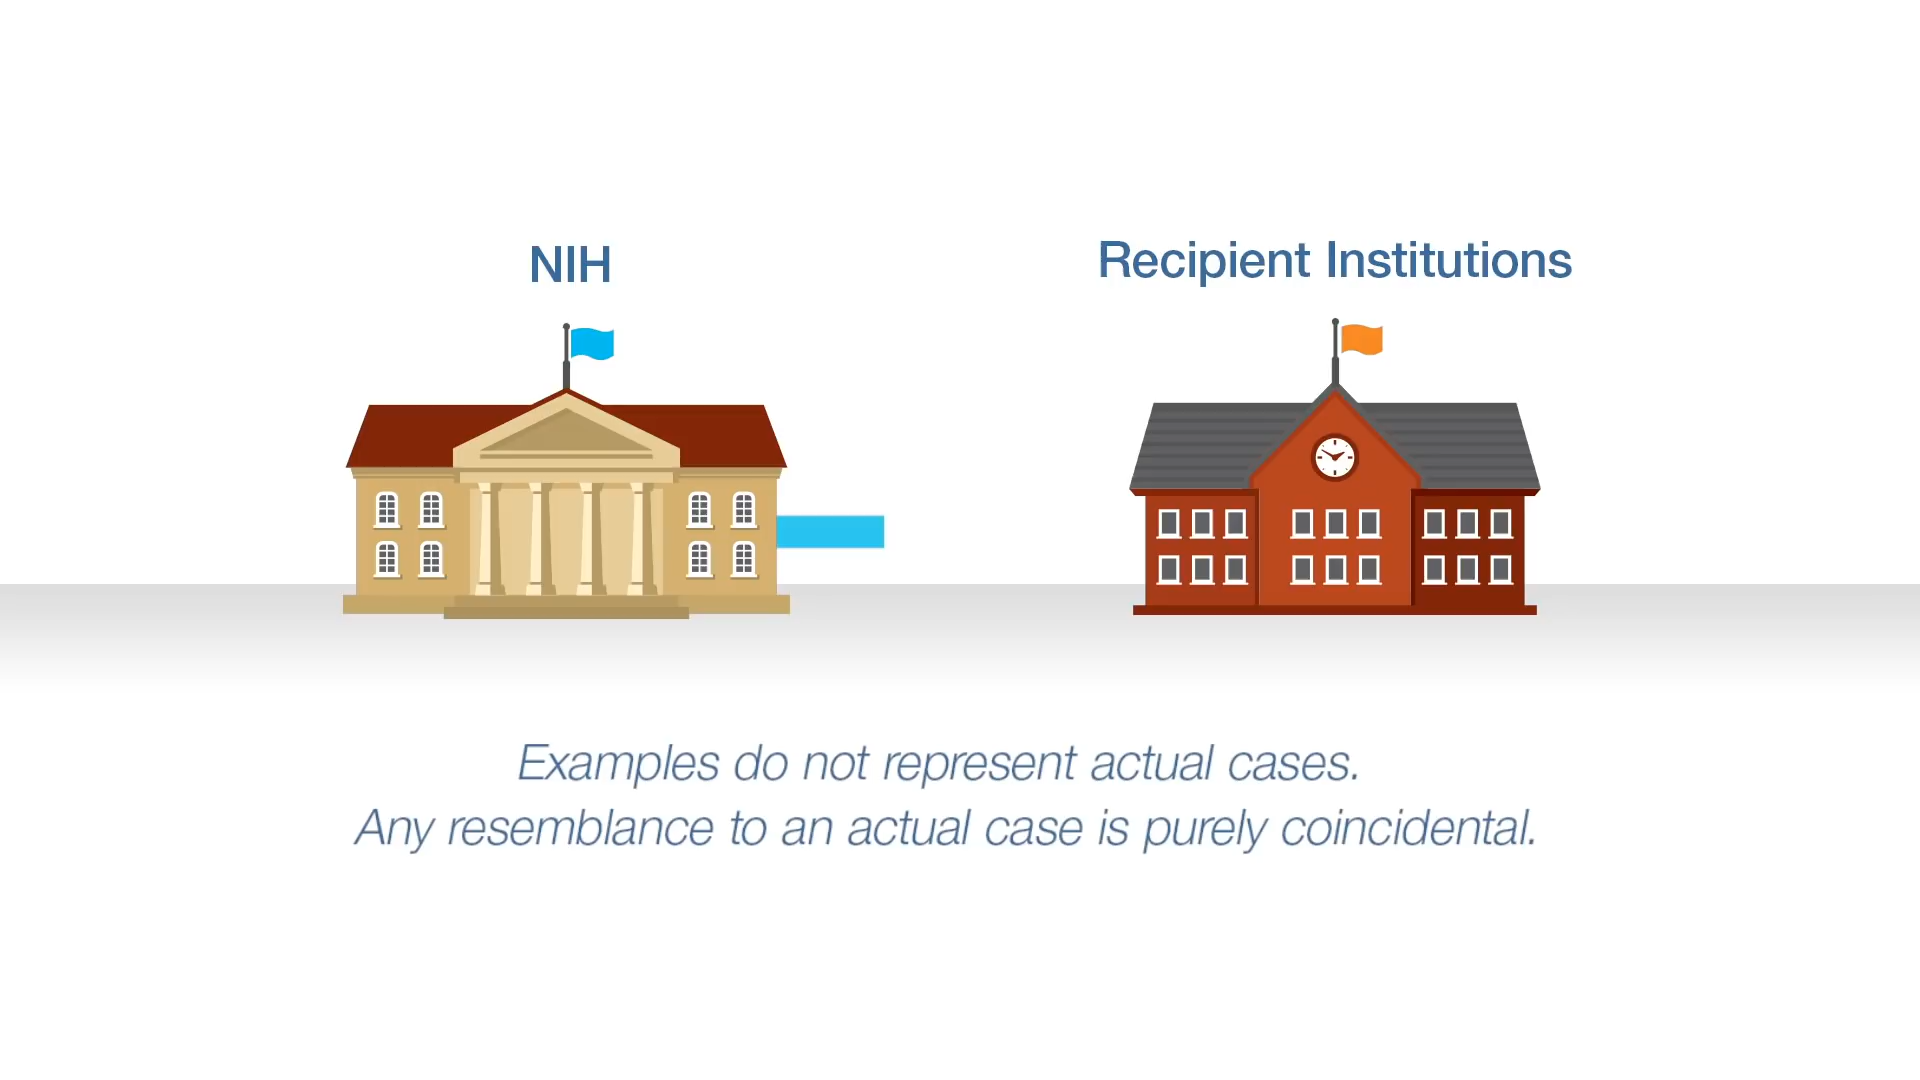 NIH
Recipient Institutions
Examples do not represent actual cases.
Any resemblance to an actual case is purely coincidental.